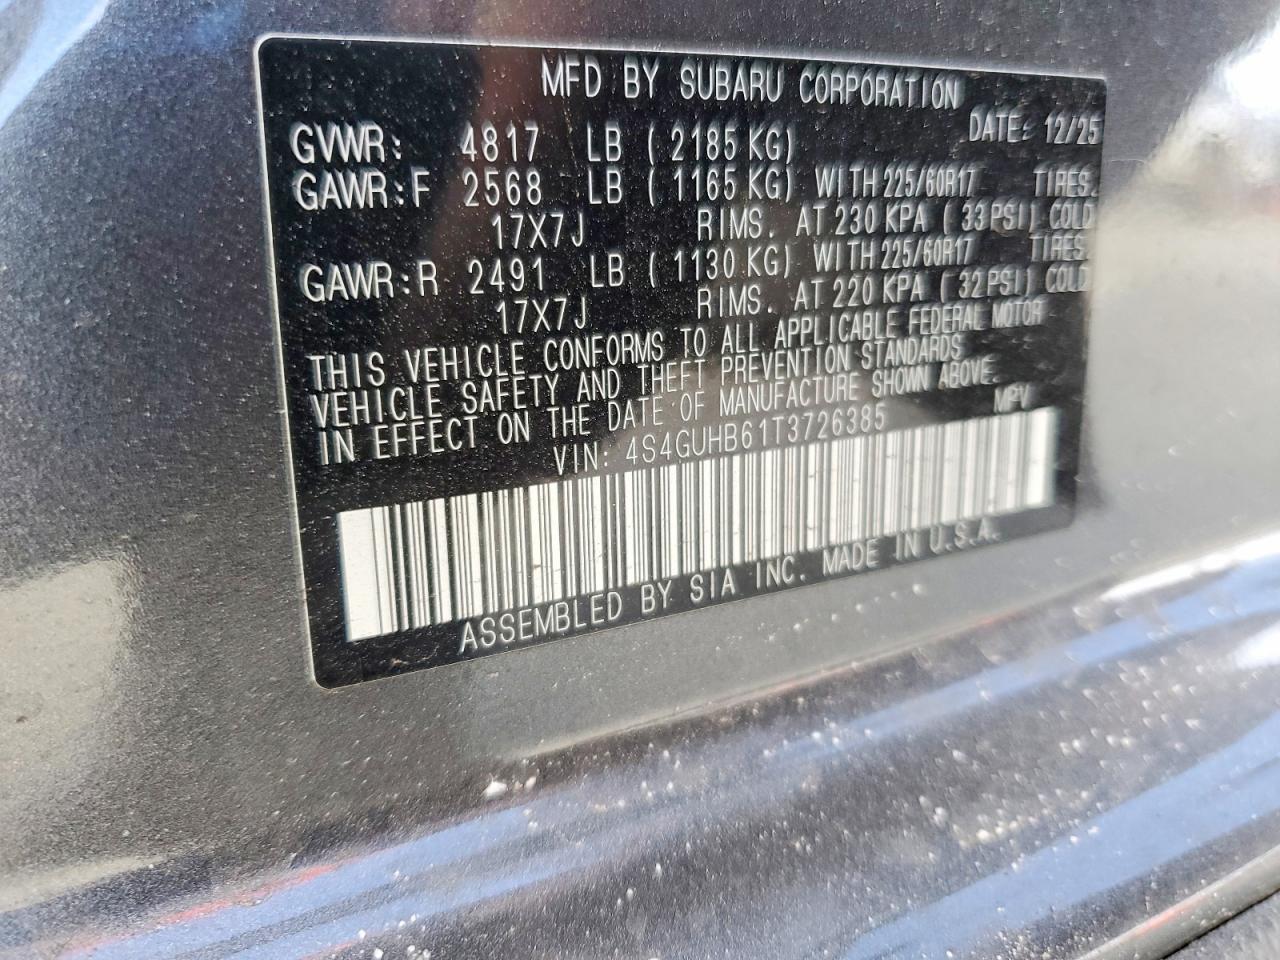 MFD BY SUBARU CORPORATION
DATE: 12/25
GVWR: 4817 LB ( 2185 KG)
GAWR:F 2568 LB ( 1165 KG) WITH 225/60R17 TIRES.
17X7J RIMS. AT 230 KPA ( 33 PSI) COLD
GAWR:R 2491 LB ( 1130 KG) WITH 225/60R17 TIRES.
17X7J RIMS. AT 220 KPA ( 32 PSI) COLD
THIS VEHICLE CONFORMS TO ALL APPLICABLE FEDERAL MOTOR
VEHICLE SAFETY AND THEFT PREVENTION STANDARDS
IN EFFECT ON THE DATE OF MANUFACTURE SHOWN ABOVE.
VIN: 4S4GUHB61T3726385 MPV
ASSEMBLED BY SIA INC. MADE IN U.S.A.